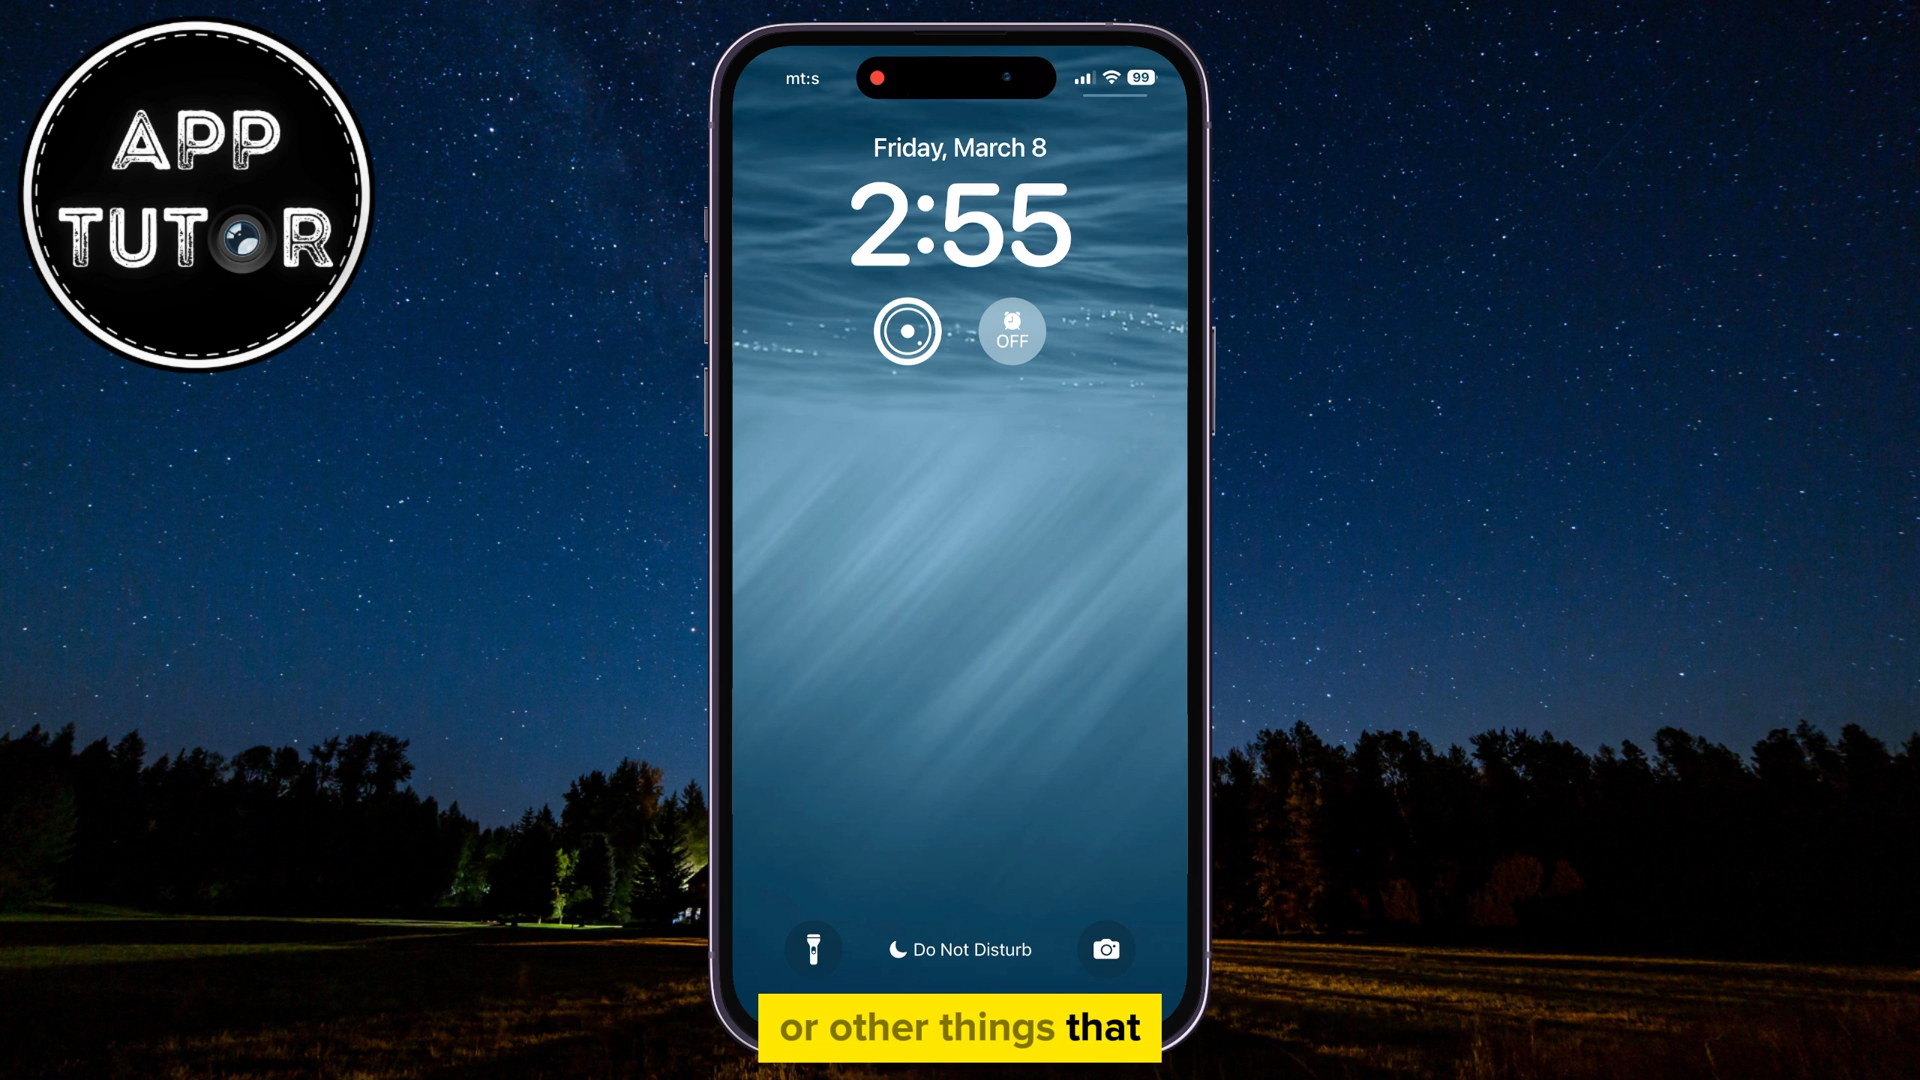 APP
TUTOR
mt:s
99
Friday, March 8
2:55
OFF
Do Not Disturb
or other things that